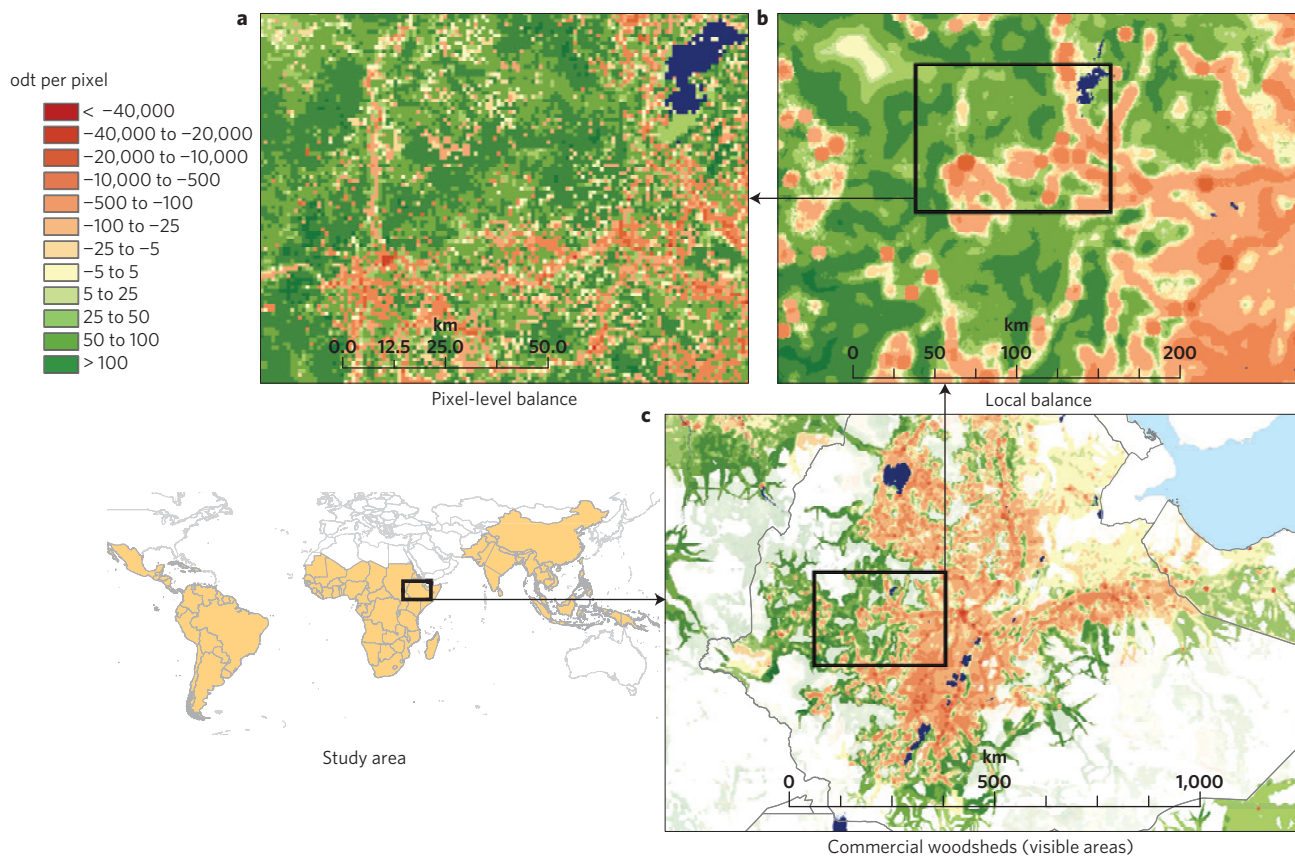 a
b
odt per pixel
< −40,000
−40,000 to −20,000
−20,000 to −10,000
−10,000 to −500
−500 to −100
−100 to −25
−25 to −5
−5 to 5
5 to 25
25 to 50
50 to 100
> 100
km
0.0 12.5 25.0 50.0
Pixel-level balance
km
0 50 100 200
Local balance
c
Study area
km
0 500 1,000
Commercial woodsheds (visible areas)